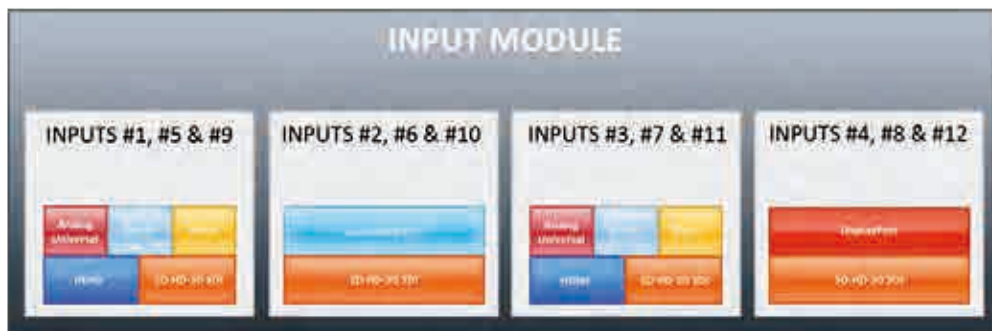 INPUT MODULE
INPUTS #1, #5 & #9
INPUTS #2, #6 & #10
INPUTS #3, #7 & #11
INPUTS #4, #8 & #12
Analog
Universal
Analog
Universal
DisplayPort
HDMI
SD-HD-3G SDI
SD-HD-3G SDI
HDMI
SD-HD-3G SDI
SD-HD-3G SDI